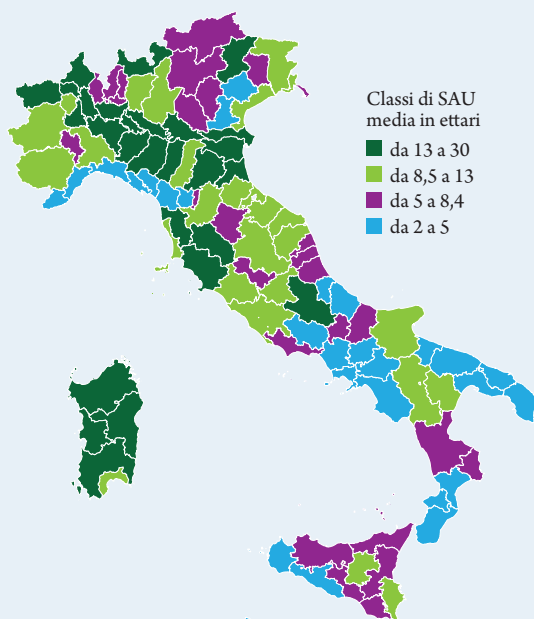 Classi di SAU
media in ettari
da 13 a 30
da 8,5 a 13
da 5 a 8,4
da 2 a 5